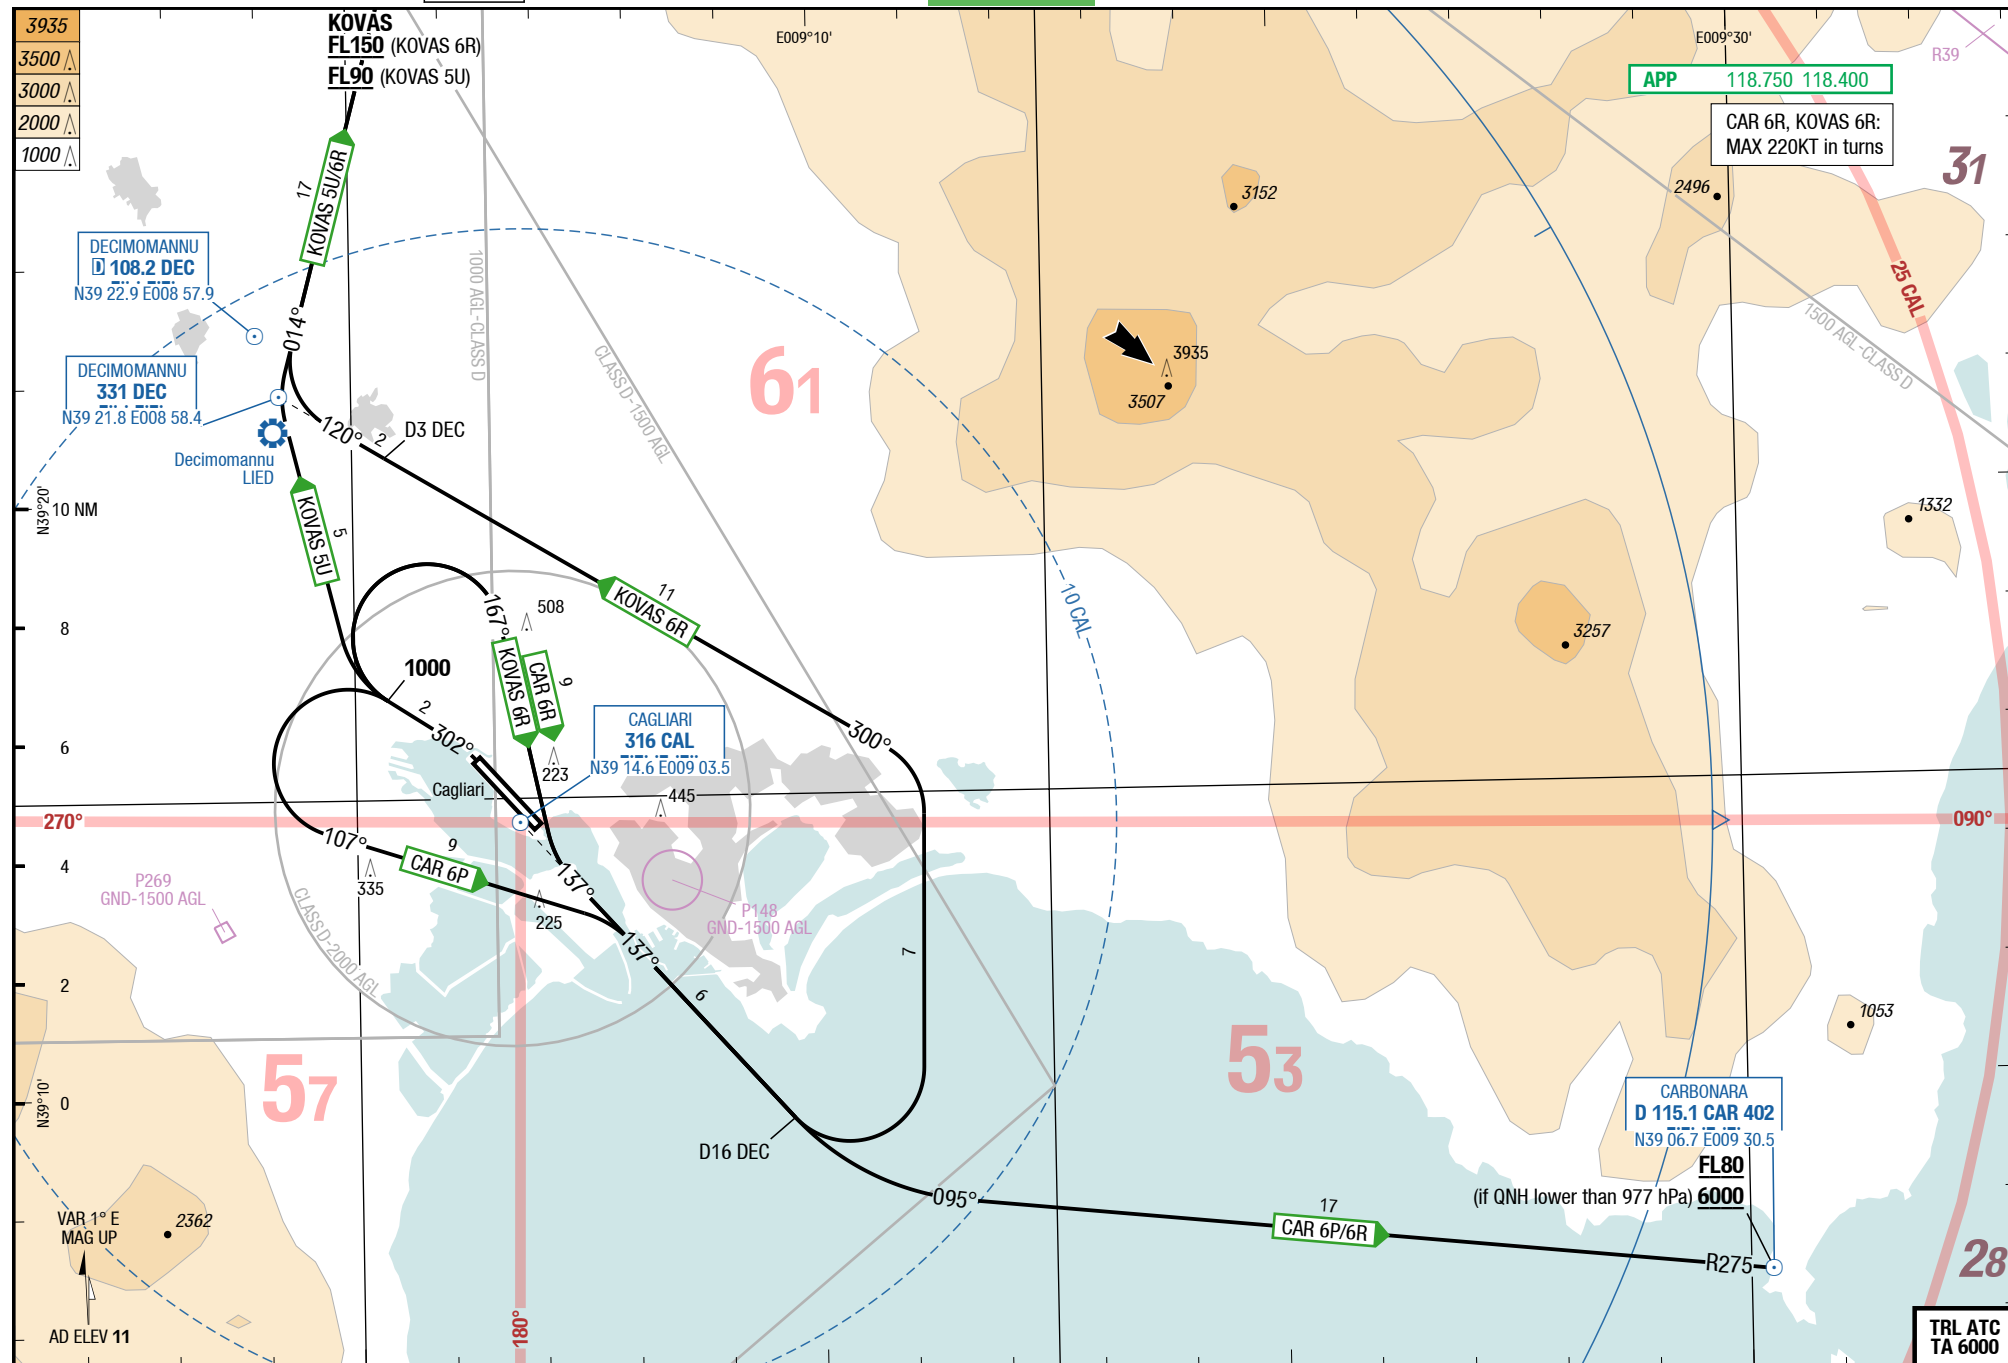 3935
3500
3000
2000
1000
KOVAS
FL150 (KOVAS 6R)
FL90 (KOVAS 5U)
E009°10'
E009°30'
R39
APP 118.750 118.400
CAR 6R, KOVAS 6R:
MAX 220KT in turns
31
17
KOVAS 5U/6R
3152
2496
DECIMOMANNU
D 108.2 DEC
N39 22.9 E008 57.9
1000 AGL-CLASS D
25 CAL
014°
CLASS D-1500 AGL
1500 AGL-CLASS D
DECIMOMANNU
331 DEC
N39 21.8 E008 58.4
61
3935
3507
120°
2
D3 DEC
Decimomannu
LIED
N39°20'
10 NM
KOVAS 5U
5
1332
11
KOVAS 6R
167°
508
10 CAL
8
3257
1000
KOVAS 6R
CAR 6R
9
2
302°
CAGLIARI
316 CAL
N39 14.6 E009 03.5
300°
6
223
Cagliari
445
270°
090°
107°
9
CAR 6P
4
335
137°
P269
GND-1500 AGL
225
P148
GND-1500 AGL
CLASS D-2000 AGL
137°
7
2
6
1053
57
53
N39°10'
0
CARBONARA
D 115.1 CAR 402
N39 06.7 E009 30.5
D16 DEC
FL80
(if QNH lower than 977 hPa) 6000
095°
17
CAR 6P/6R
R275
VAR 1° E
MAG UP
2362
28
180°
AD ELEV 11
TRL ATC
TA 6000